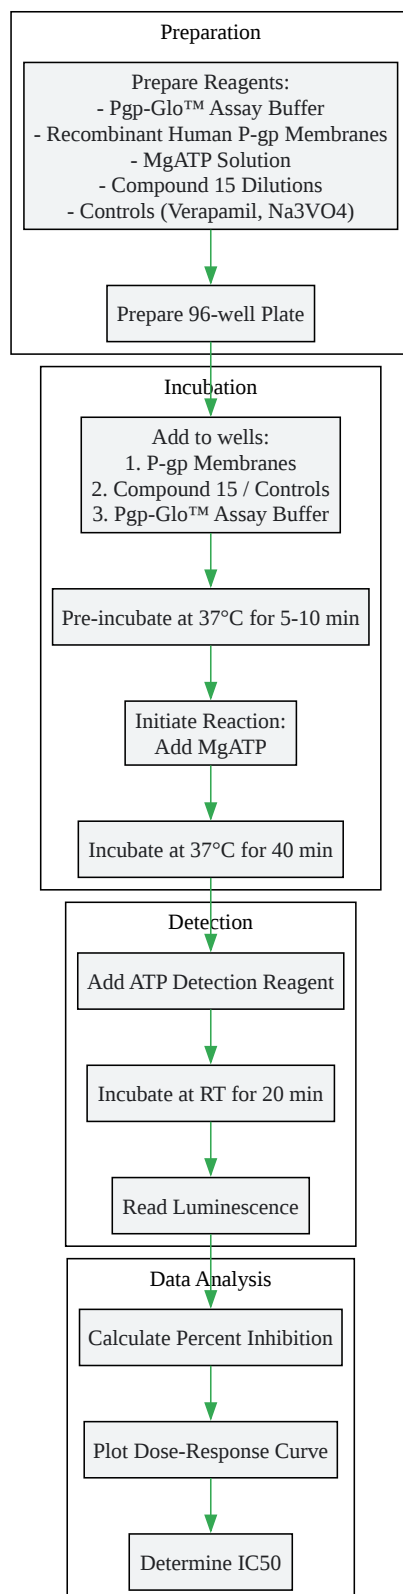 Preparation
Prepare Reagents:
- Pgp-Glo™ Assay Buffer
- Recombinant Human P-gp Membranes
- MgATP Solution
- Compound 15 Dilutions
- Controls (Verapamil, Na3VO4)
Prepare 96-well Plate
Incubation
Add to wells:
1. P-gp Membranes
2. Compound 15 / Controls
3. Pgp-Glo™ Assay Buffer
Pre-incubate at 37°C for 5-10 min
Initiate Reaction:
Add MgATP
Incubate at 37°C for 40 min
Detection
Add ATP Detection Reagent
Incubate at RT for 20 min
Read Luminescence
Data Analysis
Calculate Percent Inhibition
Plot Dose-Response Curve
Determine IC50